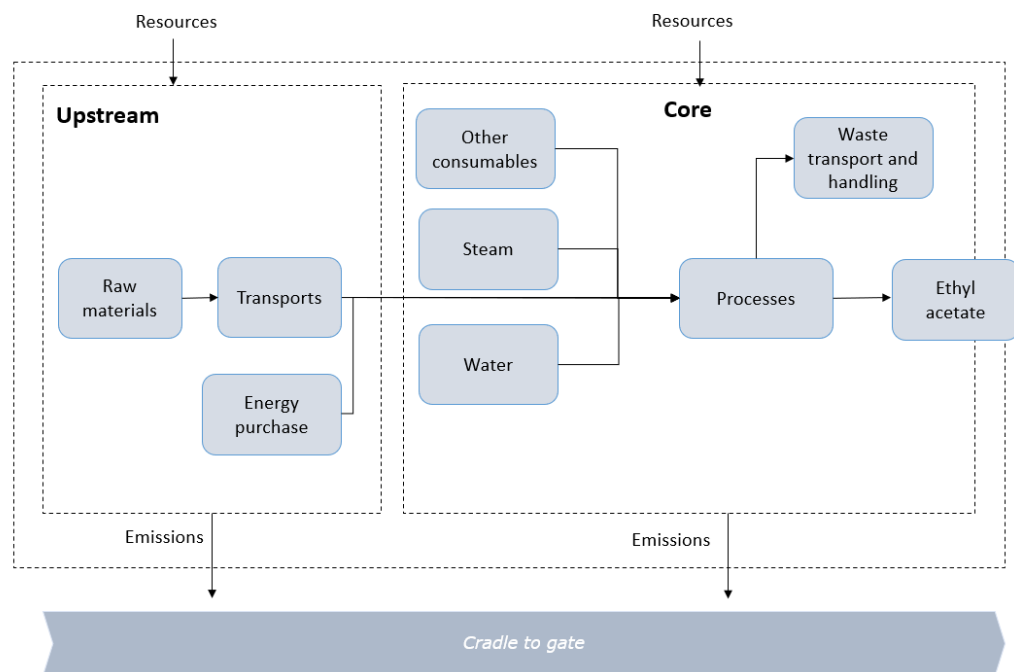 Resources
Resources
Upstream
Core
Other
consumables
Waste
transport and
handling
Steam
Raw
materials
Transports
Processes
Ethyl
acetate
Water
Energy
purchase
Emissions
Emissions
Cradle to gate